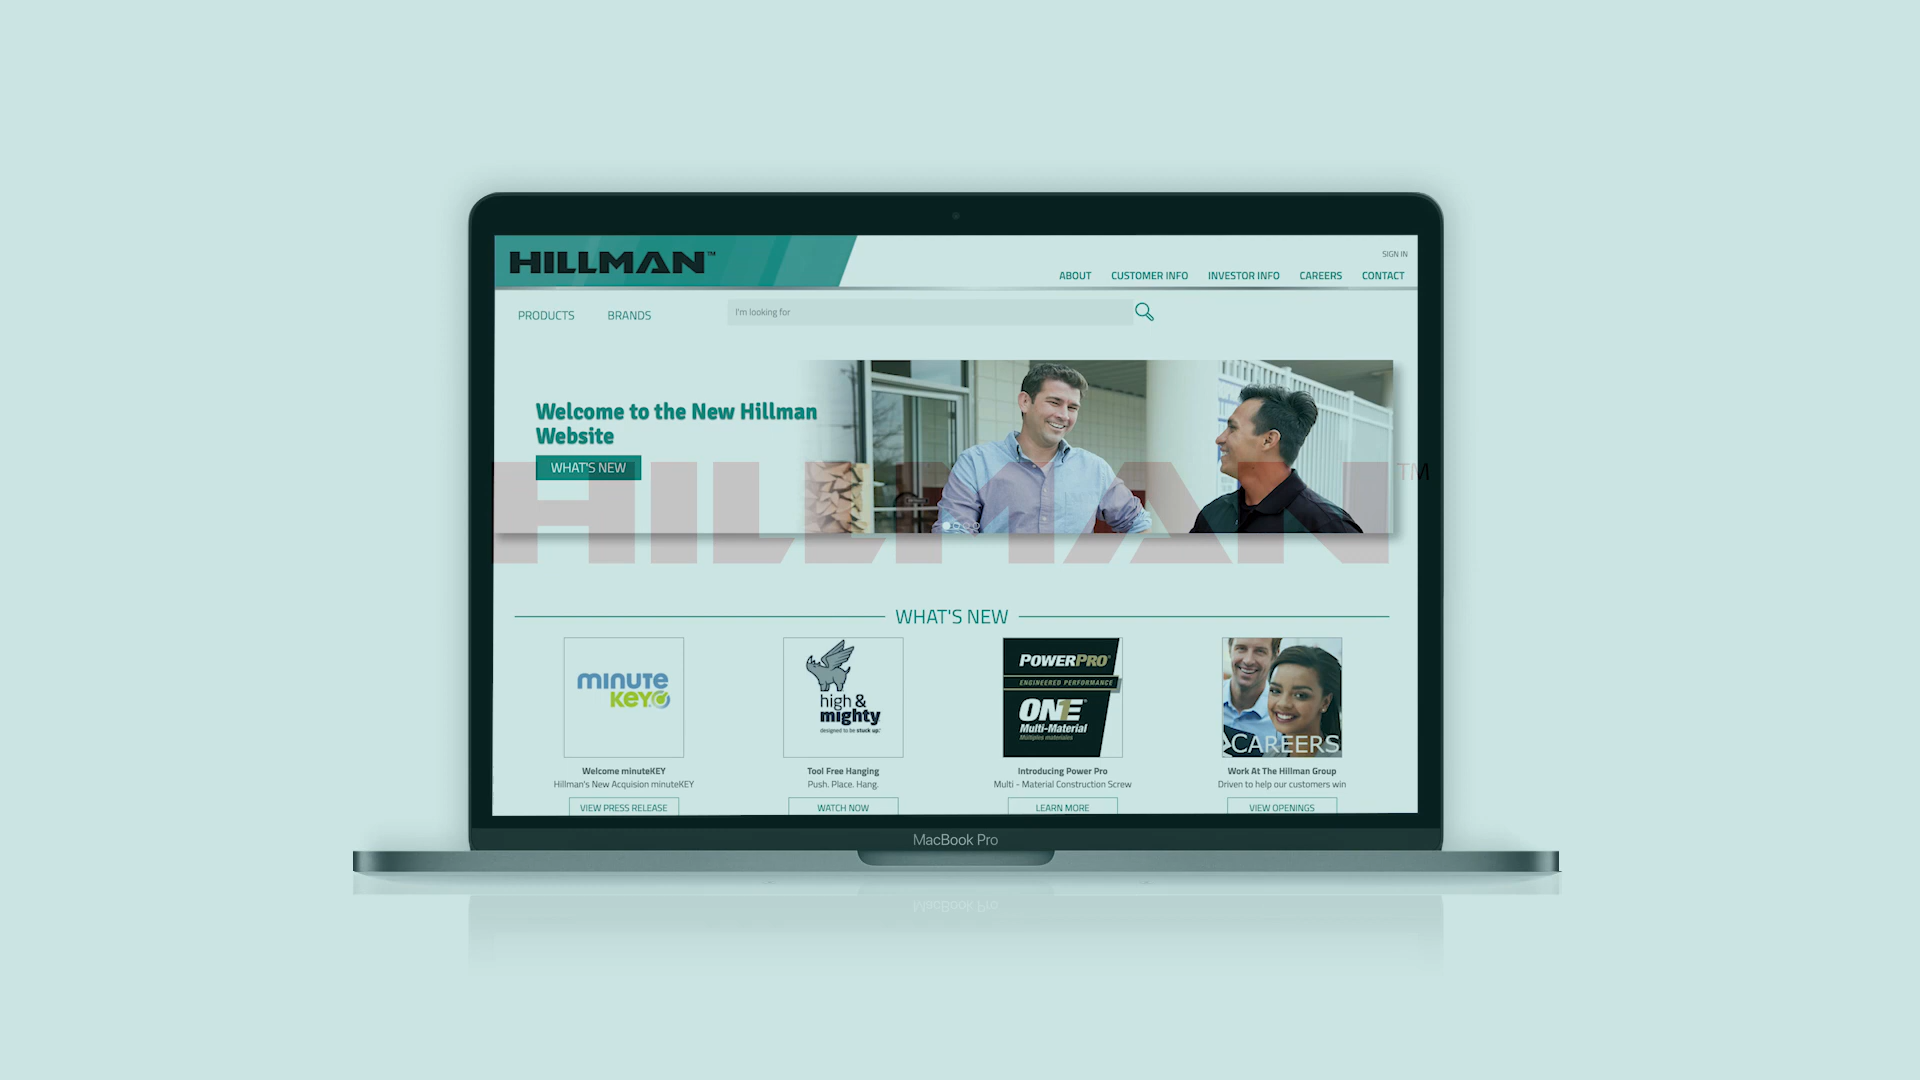 HILLMAN™
SIGN IN
ABOUT CUSTOMER INFO INVESTOR INFO CAREERS CONTACT
PRODUCTS BRANDS I'm looking for
Welcome to the New Hillman
Website
WHAT'S NEW
HILLMAN™
WHAT'S NEW
minute
KEY
high &
mighty
designed to be stuck up.
POWERPRO®
ENGINEERED PERFORMANCE
ONE
Multi-Material
Múltiples materiales
CAREERS
Welcome minuteKEY
Hillman's New Acquision minuteKEY
VIEW PRESS RELEASE
Tool Free Hanging
Push. Place. Hang.
WATCH NOW
Introducing Power Pro
Multi - Material Construction Screw
LEARN MORE
Work At The Hillman Group
Driven to help our customers win
VIEW OPENINGS
MacBook Pro